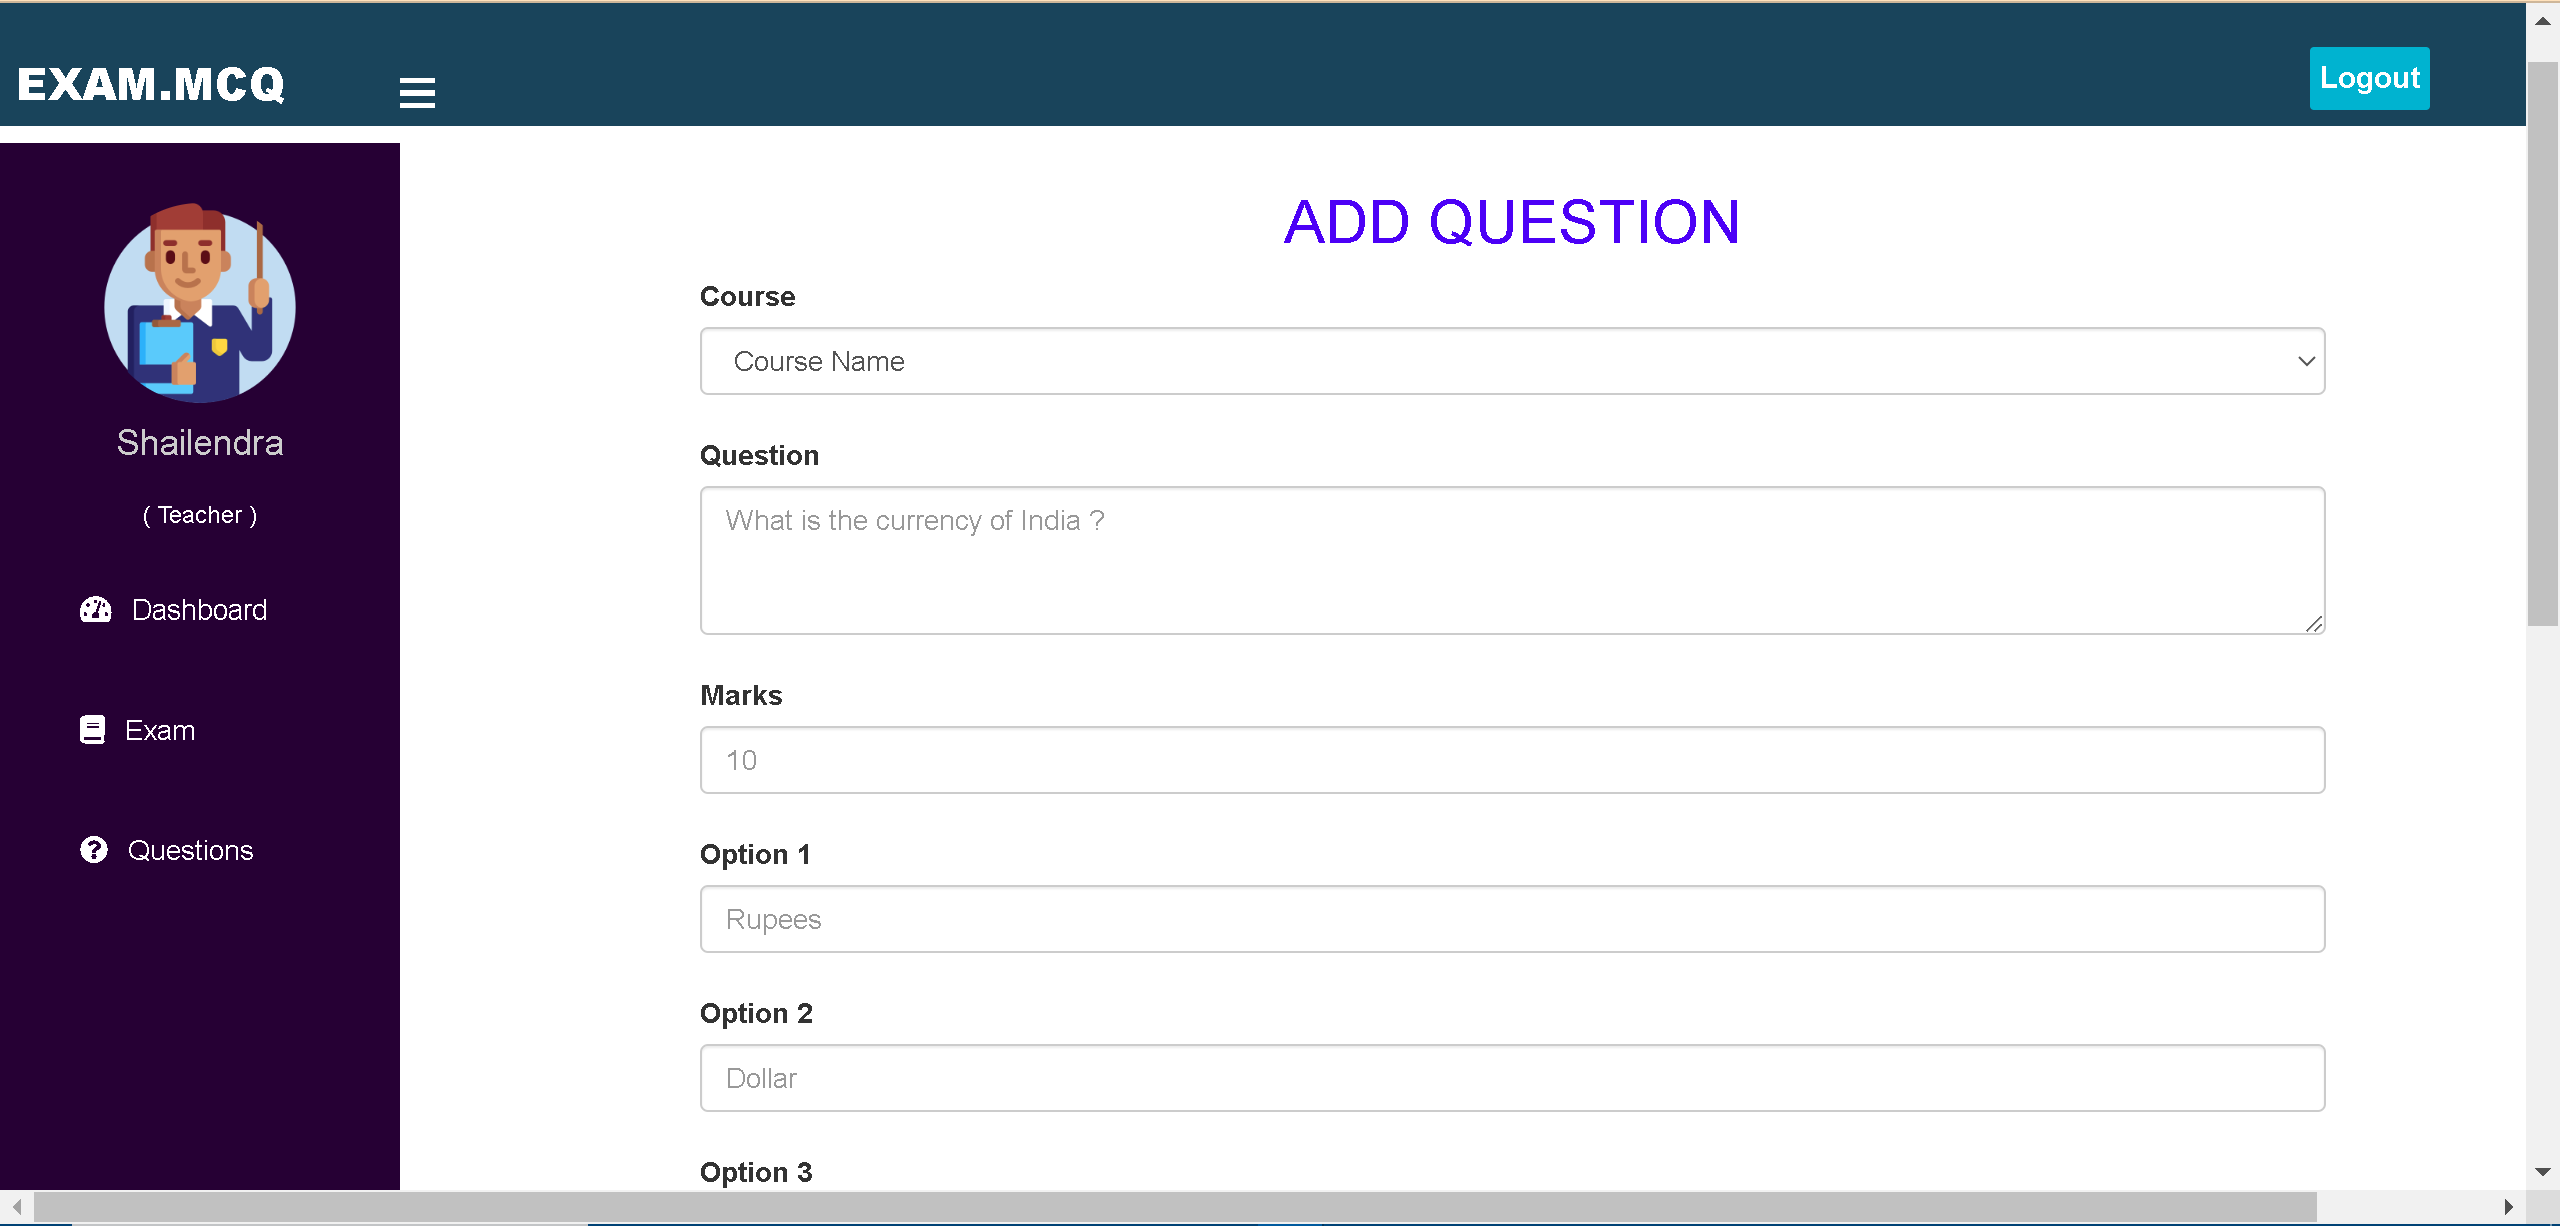 EXAM.MCQ
Logout
Shailendra
( Teacher )
Dashboard
Exam
Questions
ADD QUESTION
Course
Course Name
Question
What is the currency of India ?
Marks
10
Option 1
Rupees
Option 2
Dollar
Option 3